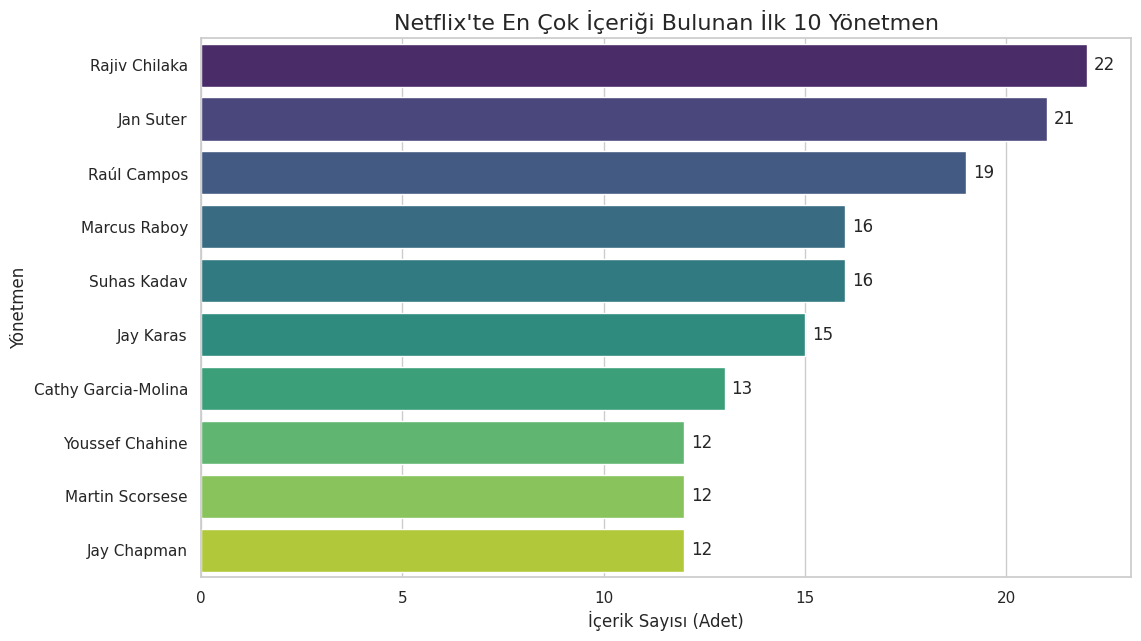 Netflix'te En Çok İçeriği Bulunan İlk 10 Yönetmen
Yönetmen
Rajiv Chilaka 22
Jan Suter 21
Raúl Campos 19
Marcus Raboy 16
Suhas Kadav 16
Jay Karas 15
Cathy Garcia-Molina 13
Youssef Chahine 12
Martin Scorsese 12
Jay Chapman 12
0 5 10 15 20
İçerik Sayısı (Adet)